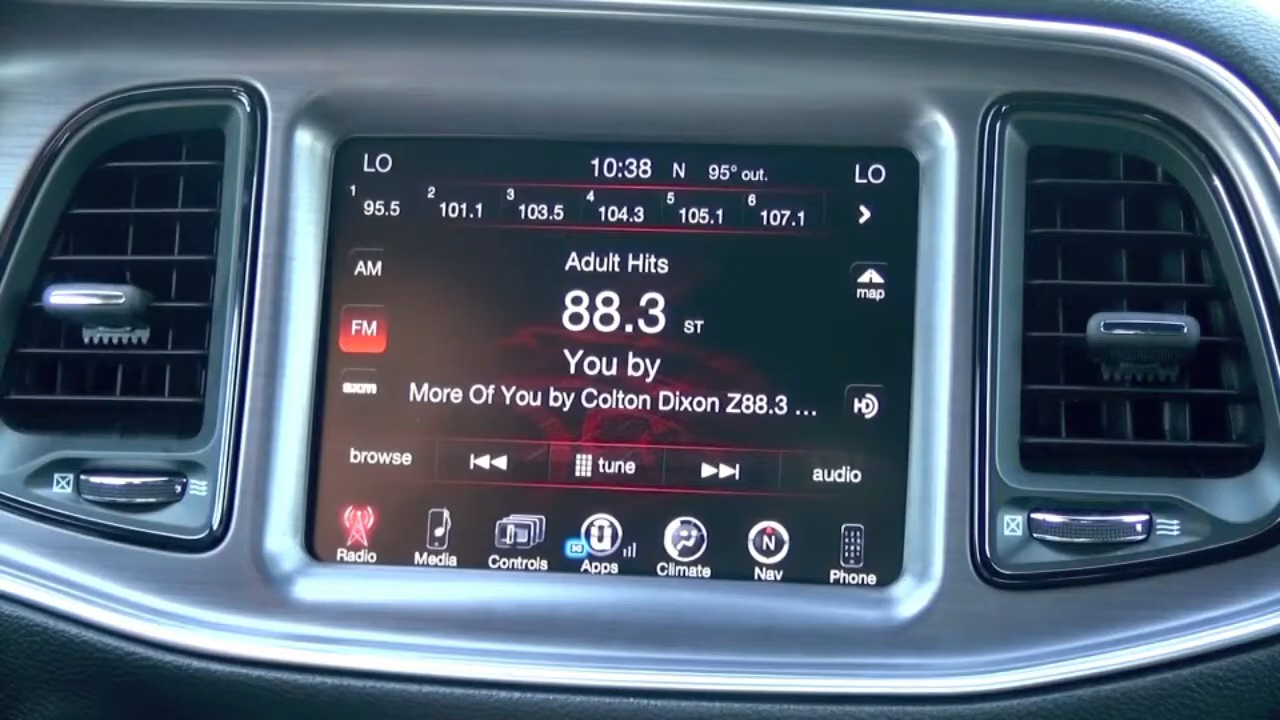 LO 10:38 N 95° out. LO
1 95.5 2 101.1 3 103.5 4 104.3 5 105.1 6 107.1
Adult Hits
AM
map
88.3 ST
FM
You by
sxm
More Of You by Colton Dixon Z88.3 ...
HD
browse tune audio
Radio Media Controls Apps Climate N Nav Phone